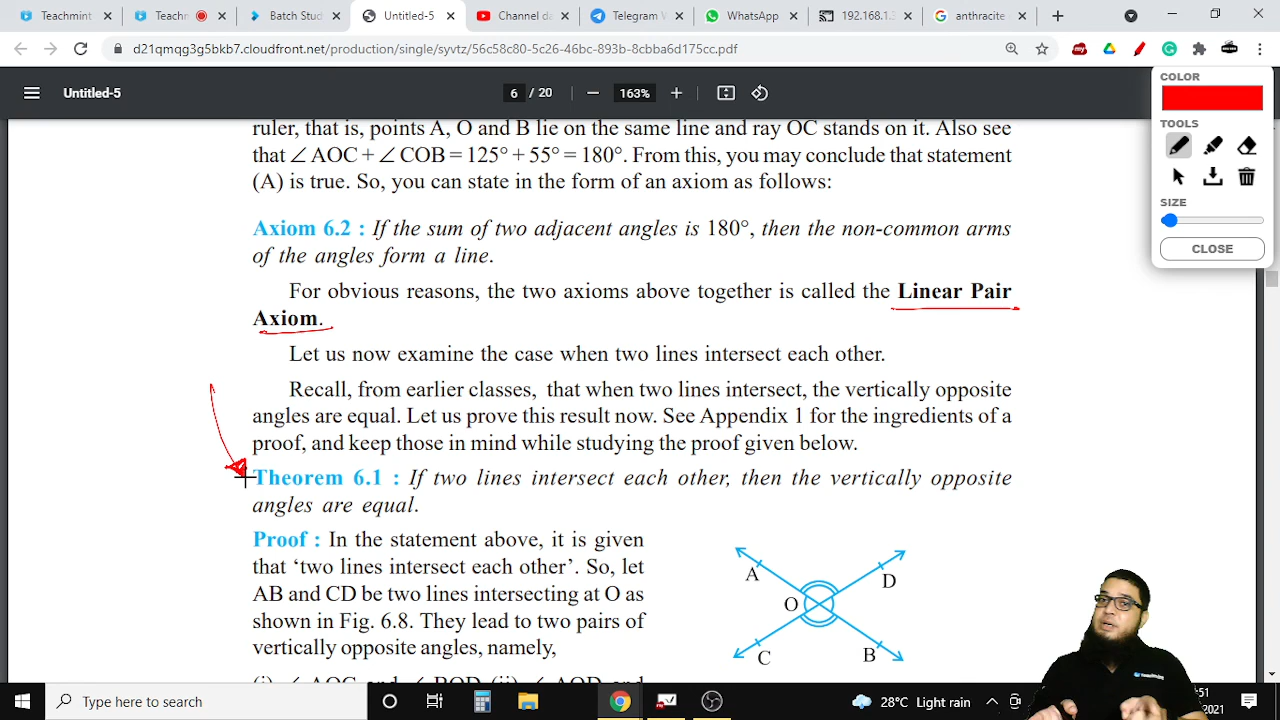 Teachmint
Teachm
Batch Stud
Untitled-5
Channel da
Telegram W
WhatsApp
192.168.1.3
anthracite
d21qmqg3g5bkb7.cloudfront.net/production/single/syvtz/56c58c80-5c26-46bc-893b-8cbba6d175cc.pdf
Untitled-5
6 / 20
163%
COLOR
TOOLS
SIZE
CLOSE
ruler, that is, points A, O and B lie on the same line and ray OC stands on it. Also see
that ∠ AOC + ∠ COB = 125° + 55° = 180°. From this, you may conclude that statement
(A) is true. So, you can state in the form of an axiom as follows:
Axiom 6.2 : If the sum of two adjacent angles is 180°, then the non-common arms
of the angles form a line.
For obvious reasons, the two axioms above together is called the Linear Pair
Axiom.
Let us now examine the case when two lines intersect each other.
Recall, from earlier classes, that when two lines intersect, the vertically opposite
angles are equal. Let us prove this result now. See Appendix 1 for the ingredients of a
proof, and keep those in mind while studying the proof given below.
Theorem 6.1 : If two lines intersect each other, then the vertically opposite
angles are equal.
Proof : In the statement above, it is given
that ‘two lines intersect each other’. So, let
AB and CD be two lines intersecting at O as
shown in Fig. 6.8. They lead to two pairs of
vertically opposite angles, namely,
(i) ∠ AOC and ∠ BOD (ii) ∠ AOD and
A
D
O
C
B
Type here to search
28°C Light rain